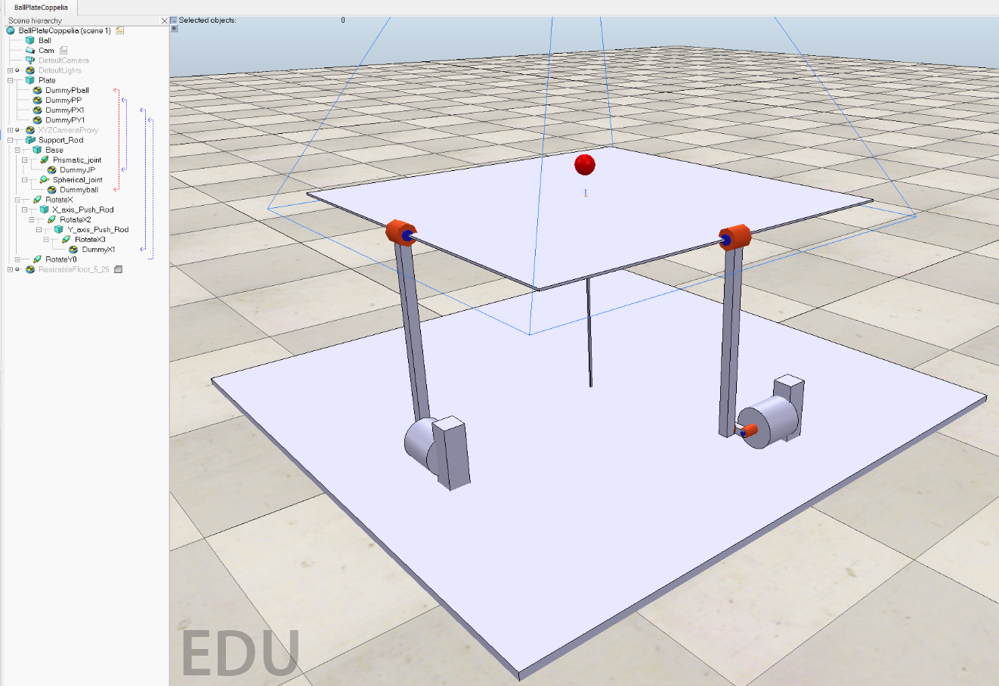 BallPlateCoppelia
Scene hierarchy
Selected objects: 0
BallPlateCoppelia (scene 1)
Ball
Cam
DefaultCamera
DefaultLights
Plate
DummyPball
DummyPP
DummyPX1
DummyPY1
XYZCameraProxy
Support_Rod
Base
Prismatic_joint
DummyJP
Spherical_joint
Dummyball
RotateX
X_axis_Push_Rod
RotateX2
Y_axis_Push_Rod
RotateX3
DummyX1
RotateY0
ResizableFloor_5_25
EDU